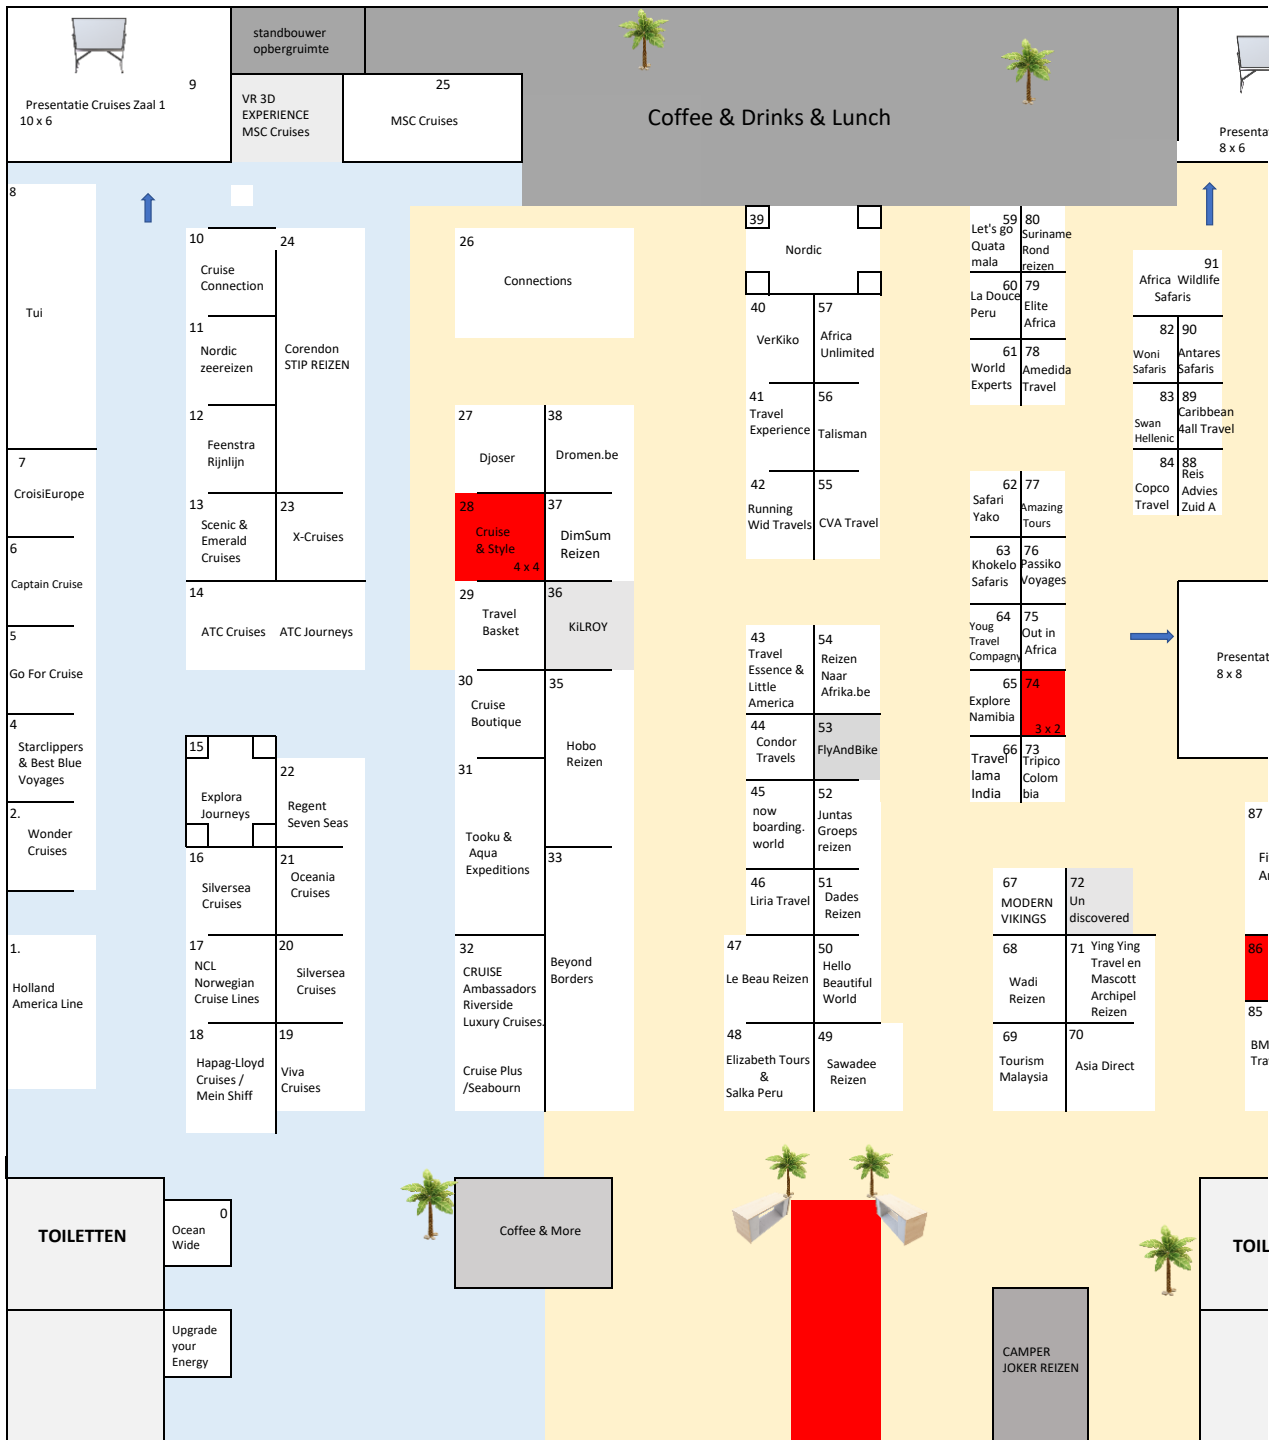 standbouwer
opbergruimte
9
Presentatie Cruises Zaal 1
10 x 6
VR 3D
EXPERIENCE
MSC Cruises
25
MSC Cruises
Coffee & Drinks & Lunch
8 x 6
8
Tui
7
CroisiEurope
6
Captain Cruise
5
Go For Cruise
4
Starclippers
& Best Blue
Voyages
2.
Wonder
Cruises
1.
Holland
America Line
10
Cruise
Connection
24
Corendon
STIP REIZEN
11
Nordic
zeereizen
12
Feenstra
Rijnlijn
13
Scenic &
Emerald
Cruises
23
X-Cruises
14
ATC Cruises
ATC Journeys
15
Explora
Journeys
22
Regent
Seven Seas
16
Silversea
Cruises
21
Oceania
Cruises
17
NCL
Norwegian
Cruise Lines
20
Silversea
Cruises
18
Hapag-Lloyd
Cruises /
Mein Shiff
19
Viva
Cruises
26
Connections
27
Djoser
38
Dromen.be
28
Cruise
& Style
4 x 4
37
DimSum
Reizen
29
Travel
Basket
36
KiLROY
30
Cruise
Boutique
35
Hobo
Reizen
31
Tooku &
Aqua
Expeditions
33
Beyond
Borders
32
CRUISE
Ambassadors
Riverside
Luxury Cruises.
Cruise Plus
/Seabourn
39
Nordic
40
VerKiko
57
Africa
Unlimited
41
Travel
Experience
56
Talisman
42
Running
Wid Travels
55
CVA Travel
43
Travel
Essence &
Little
America
54
Reizen
Naar
Afrika.be
44
Condor
Travels
53
FlyAndBike
45
now
boarding.
world
52
Juntas
Groeps
reizen
46
Liria Travel
51
Dades
Reizen
47
Le Beau Reizen
50
Hello
Beautiful
World
48
Elizabeth Tours
&
Salka Peru
49
Sawadee
Reizen
59
Let's go
Quata
mala
80
Suriname
Rond
reizen
60
La Douce
Peru
79
Elite
Africa
61
World
Experts
78
Amedida
Travel
62
Safari
Yako
77
Amazing
Tours
63
Khokelo
Safaris
76
Passiko
Voyages
64
Youg
Travel
Compagny
75
Out in
Africa
65
Explore
Namibia
74
3 x 2
66
Travel
lama
India
73
Tripico
Colom
bia
67
MODERN
VIKINGS
72
Un
discovered
68
Wadi
Reizen
71
Ying Ying
Travel en
Mascott
Archipel
Reizen
69
Tourism
Malaysia
70
Asia Direct
91
Africa Wildlife
Safaris
82
Woni
Safaris
90
Antares
Safaris
83
Swan
Hellenic
89
Caribbean
4all Travel
84
Copco
Travel
88
Reis
Advies
Zuid A
8 x 8
87
86
85
TOILETTEN
0
Ocean
Wide
Upgrade
your
Energy
Coffee & More
CAMPER
JOKER REIZEN